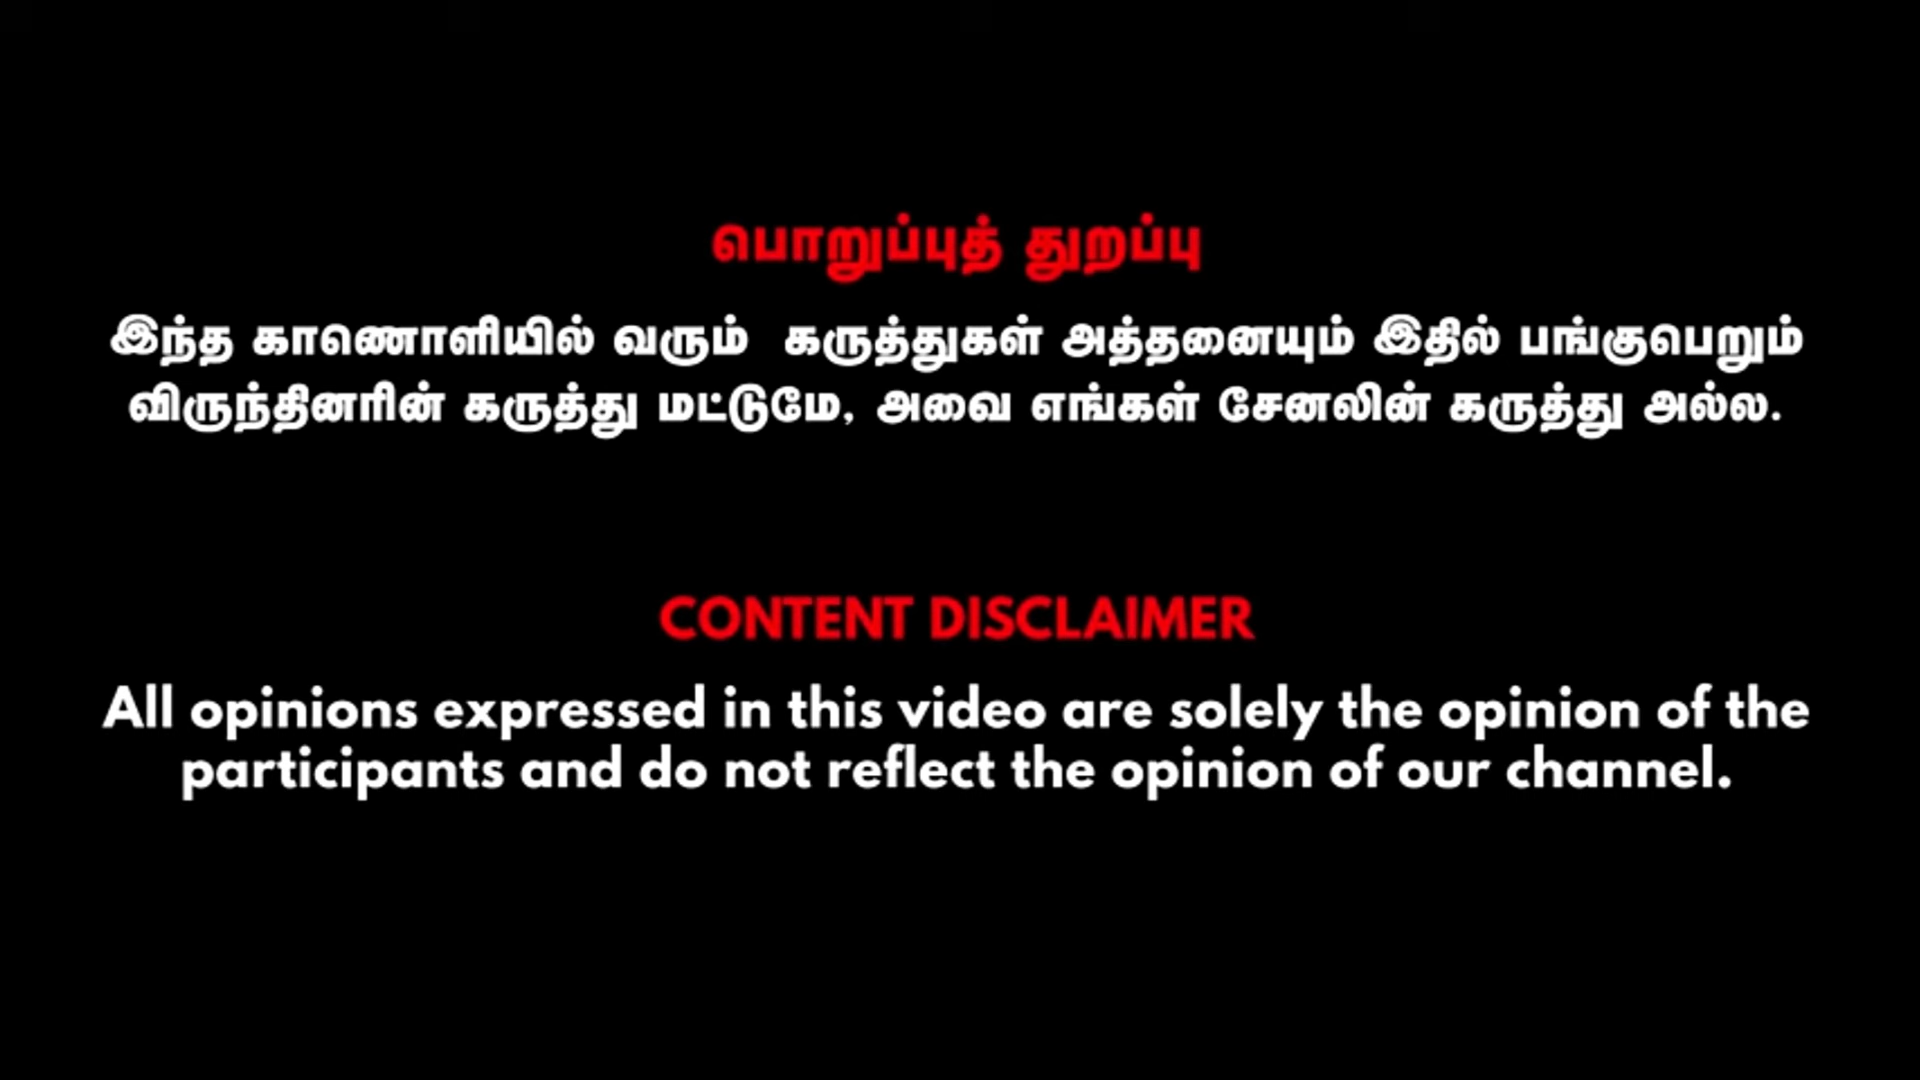 பொறுப்புத் துறப்பு
இந்த காணொளியில் வரும் கருத்துகள் அத்தனையும் இதில் பங்குபெறும்
விருந்தினரின் கருத்து மட்டுமே, அவை எங்கள் சேனலின் கருத்து அல்ல.
CONTENT DISCLAIMER
All opinions expressed in this video are solely the opinion of the
participants and do not reflect the opinion of our channel.